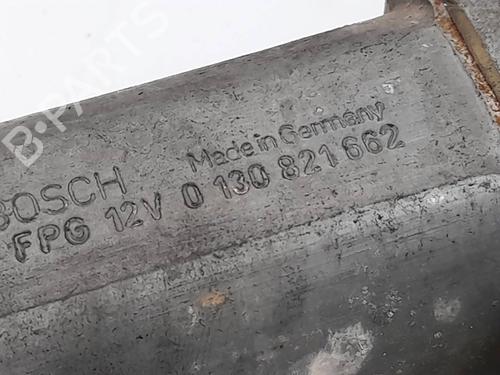 BOSCH Made in Germany
FPG 12V 0 130 821 662
B-PARTS